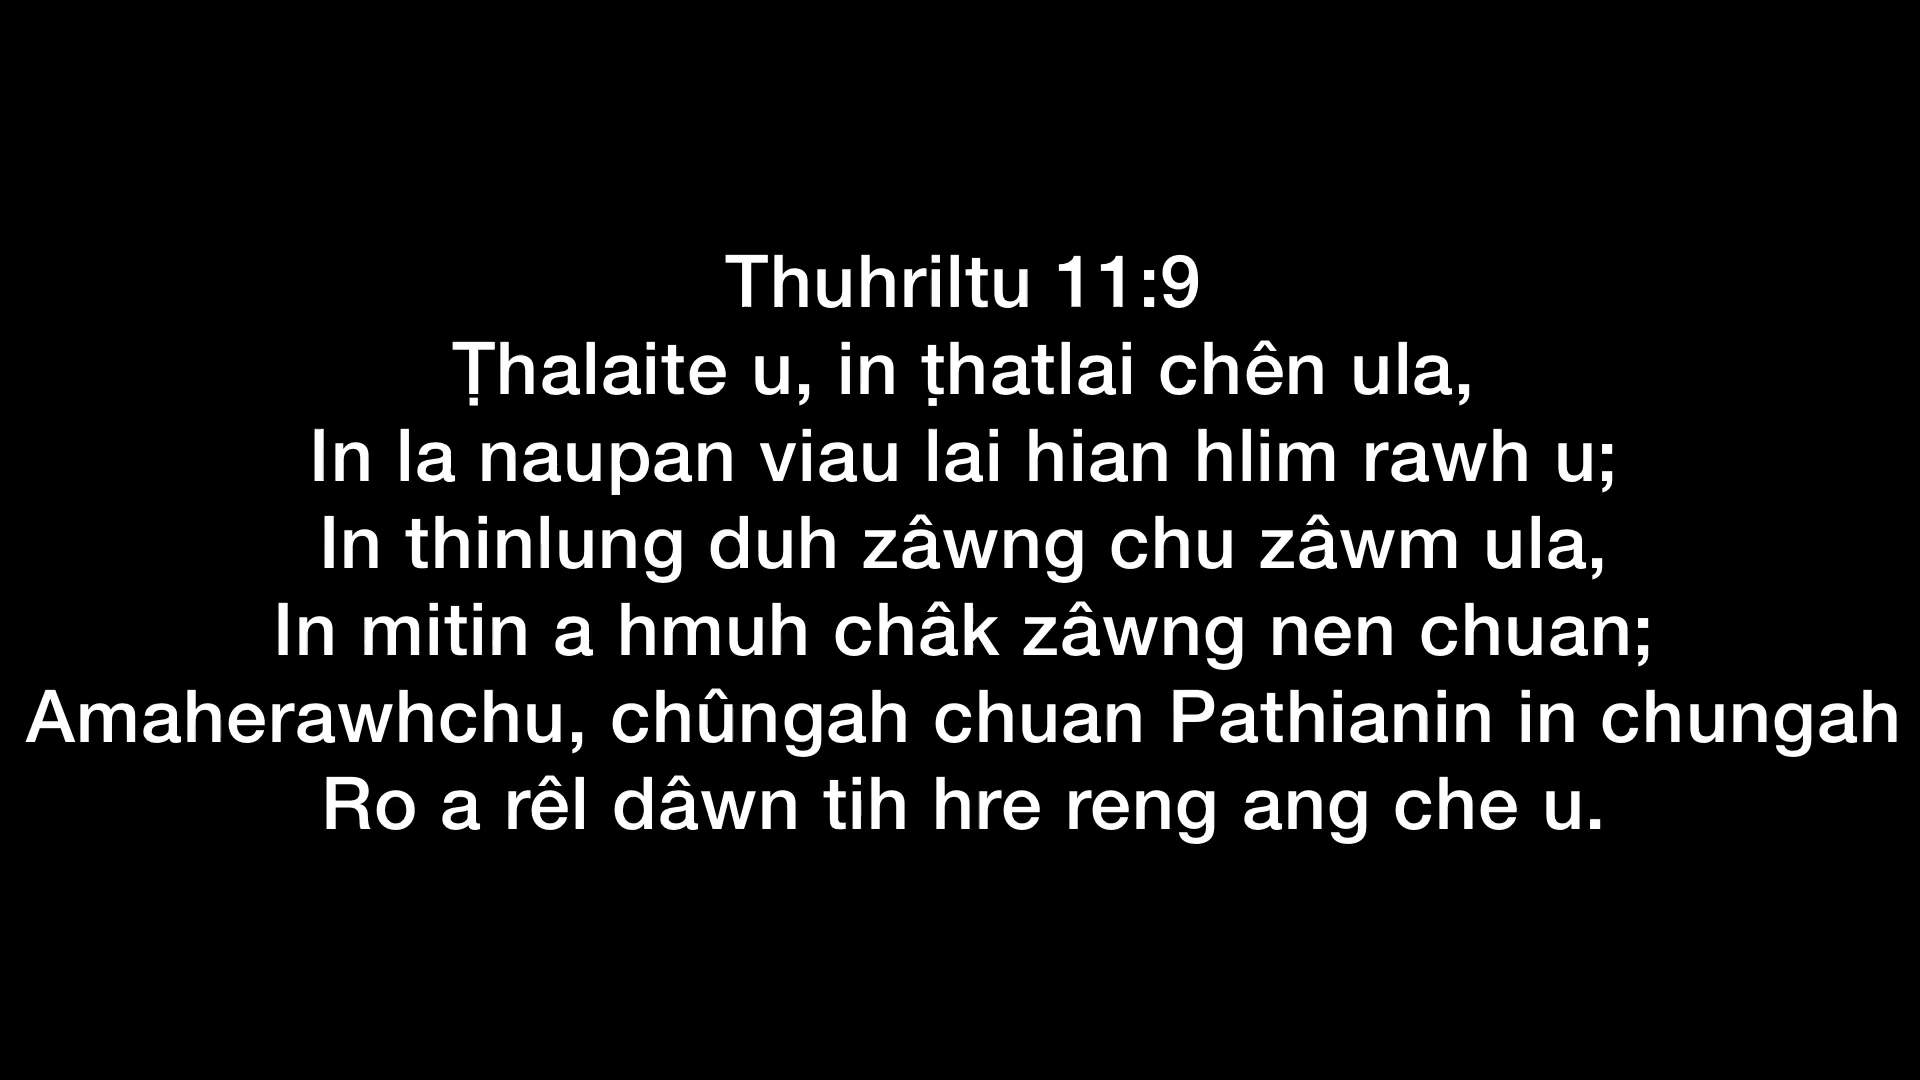 Thuhriltu 11:9
Ṭhalaite u, in ṭhatlai chên ula,
In la naupan viau lai hian hlim rawh u;
In thinlung duh zâwng chu zâwm ula,
In mitin a hmuh châk zâwng nen chuan;
Amaherawhchu, chûngah chuan Pathianin in chungah
Ro a rêl dâwn tih hre reng ang che u.